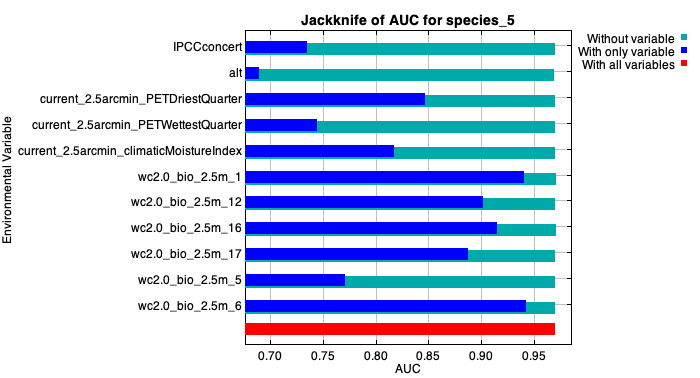 Jackknife of AUC for species_5
Without variable
With only variable
With all variables
Environmental Variable
IPCCconcert
alt
current_2.5arcmin_PETDriestQuarter
current_2.5arcmin_PETWettestQuarter
current_2.5arcmin_climaticMoistureIndex
wc2.0_bio_2.5m_1
wc2.0_bio_2.5m_12
wc2.0_bio_2.5m_16
wc2.0_bio_2.5m_17
wc2.0_bio_2.5m_5
wc2.0_bio_2.5m_6
0.70 0.75 0.80 0.85 0.90 0.95
AUC